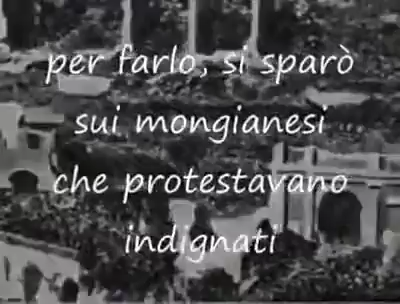 per farlo, si sparò
sui mongianesi
che protestavano
indignati